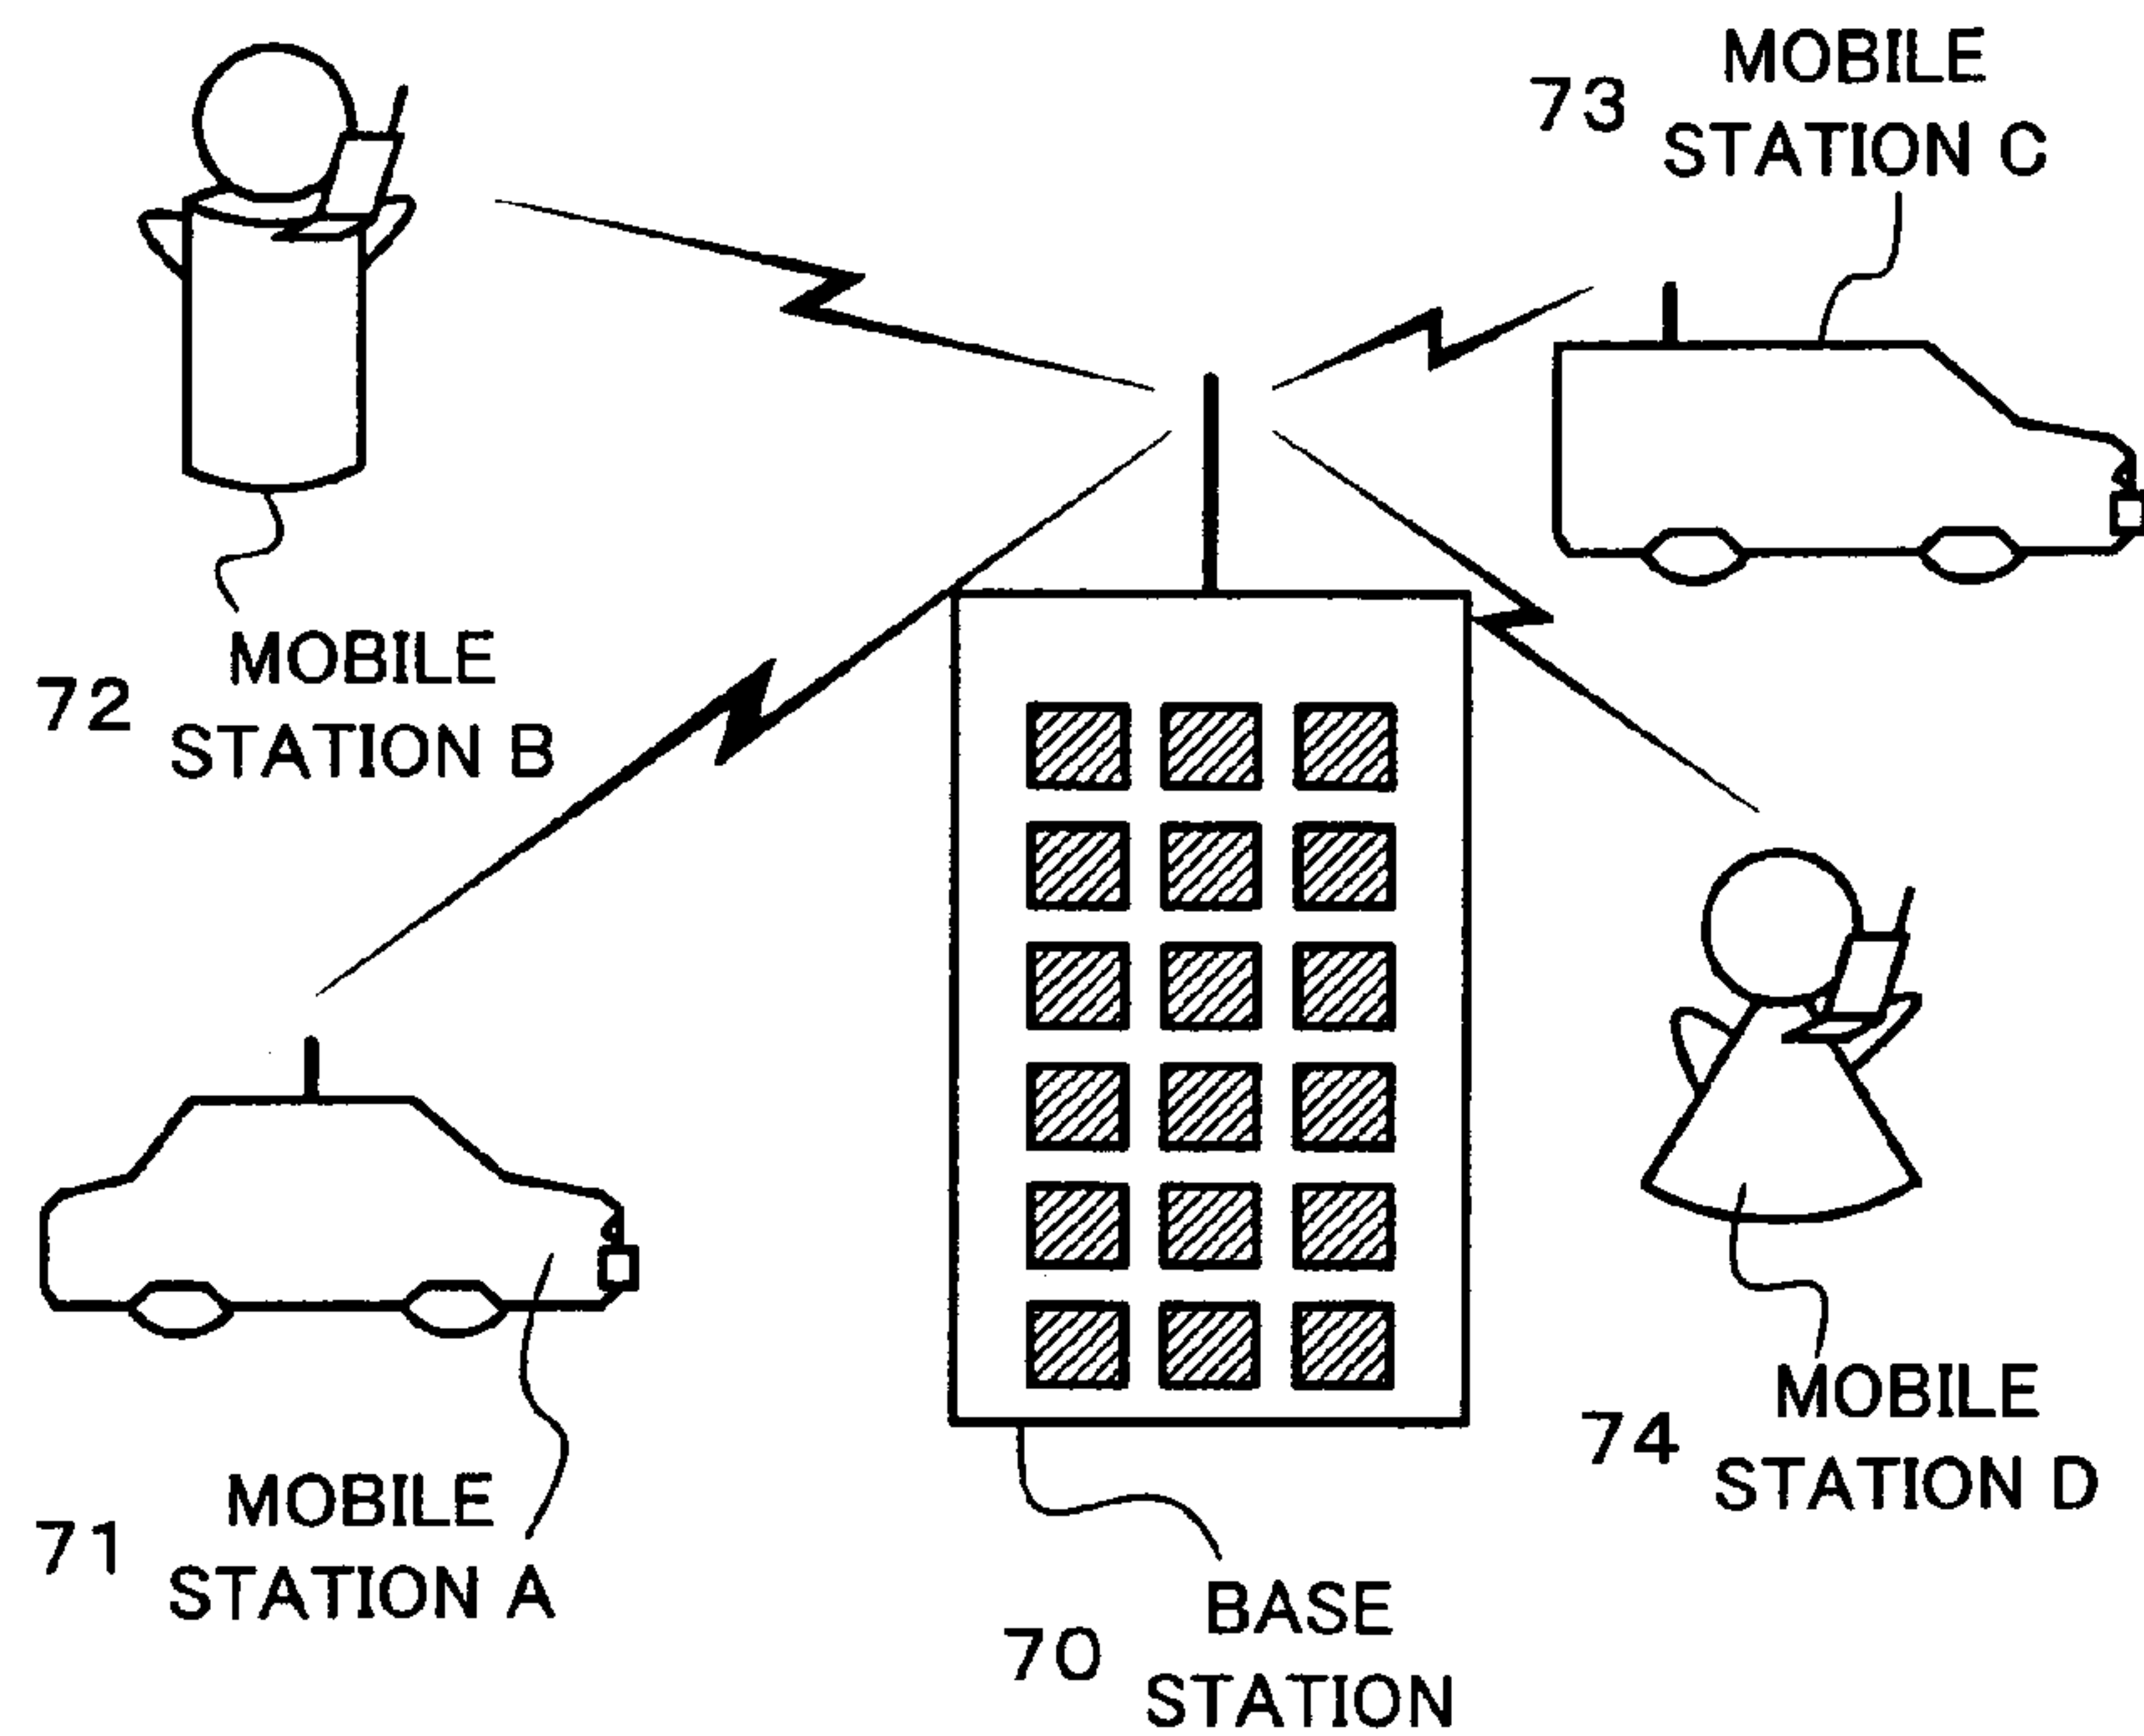 73 MOBILE
STATION C
72 MOBILE
STATION B
71 MOBILE
STATION A
74 MOBILE
STATION D
70 BASE
STATION